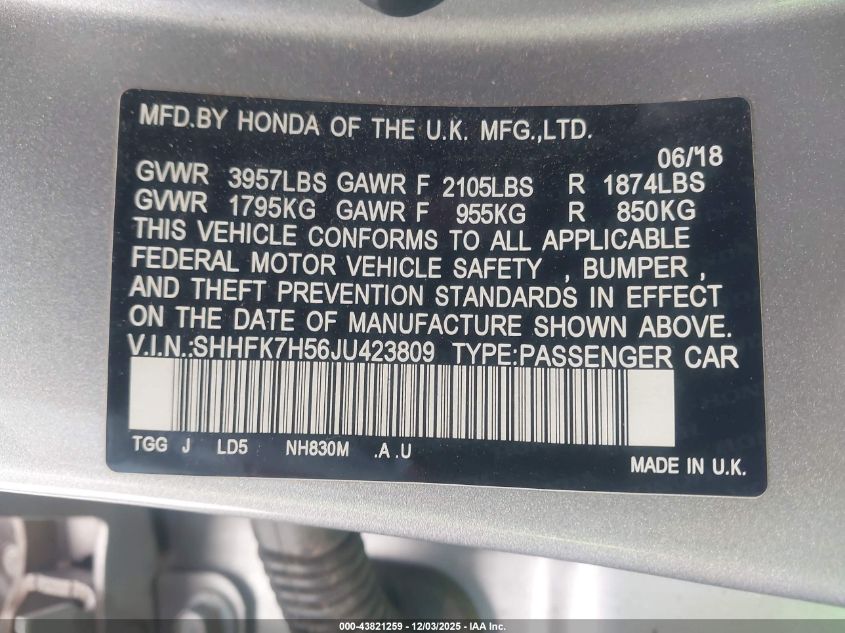 MFD.BY HONDA OF THE U.K. MFG.,LTD.
06/'18
GVWR 3957LBS GAWR F 2105LBS R 1874LBS
GVWR 1795KG GAWR F 955KG R 850KG
THIS VEHICLE CONFORMS TO ALL APPLICABLE
FEDERAL MOTOR VEHICLE SAFETY , BUMPER ,
AND THEFT PREVENTION STANDARDS IN EFFECT
ON THE DATE OF MANUFACTURE SHOWN ABOVE.
V.I.N.:SHHFK7H56JU423809 TYPE:PASSENGER CAR
TGG J LD5 NH830M .A .U
MADE IN U.K.
000-43821259 - 12/03/2025 - IAA Inc.